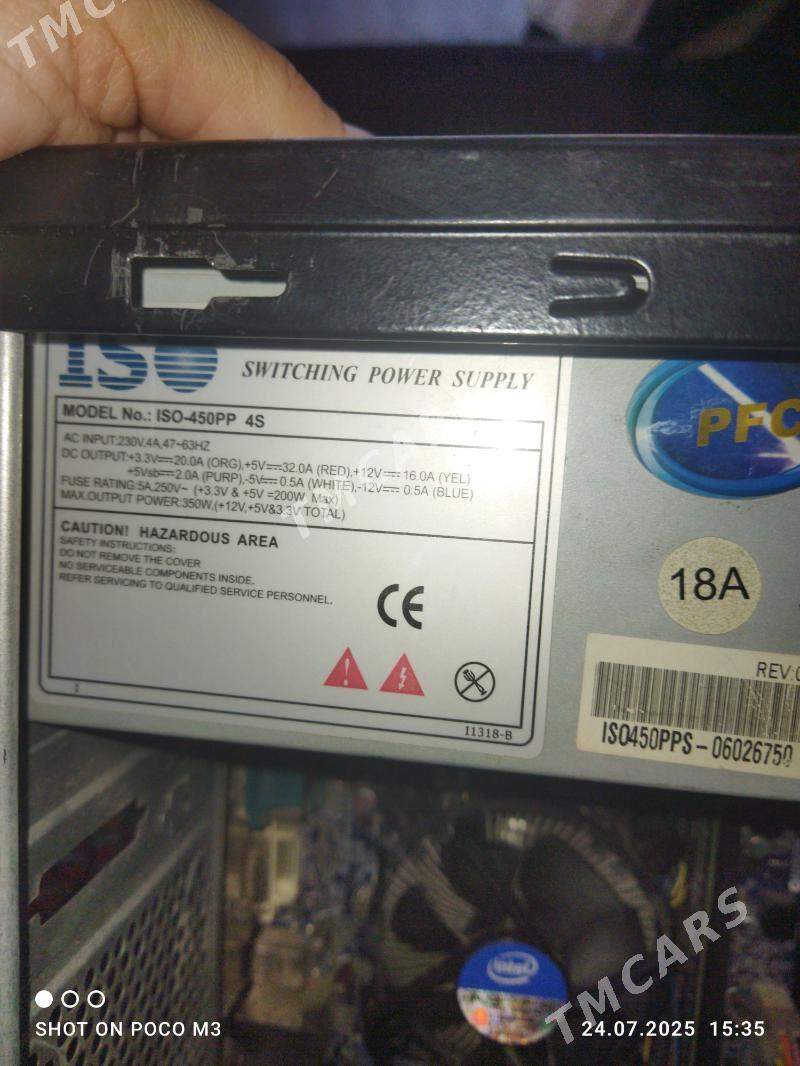 TMCARS
ISO SWITCHING POWER SUPPLY
MODEL No.: ISO-450PP 4S
AC INPUT:230V,4A,47~63HZ
DC OUTPUT:+3.3V⎓20.0A (ORG),+5V⎓32.0A (RED),+12V⎓16.0A (YEL)
+5Vsb⎓2.0A (PURP),-5V⎓0.5A (WHITE),-12V⎓0.5A (BLUE)
FUSE RATING:5A,250V~ (+3.3V & +5V =200W Max)
MAX.OUTPUT POWER:350W,(+12V,+5V&3.3V TOTAL)
TMCARS
CAUTION! HAZARDOUS AREA
SAFETY INSTRUCTIONS:
DO NOT REMOVE THE COVER
NO SERVICEABLE COMPONENTS INSIDE.
REFER SERVICING TO QUALIFIED SERVICE PERSONNEL.
CE
I
I1318-B
PFC
18A
REV:0
ISO450PPS-06026750
intel
TMCARS
SHOT ON POCO M3
24.07.2025 15:35